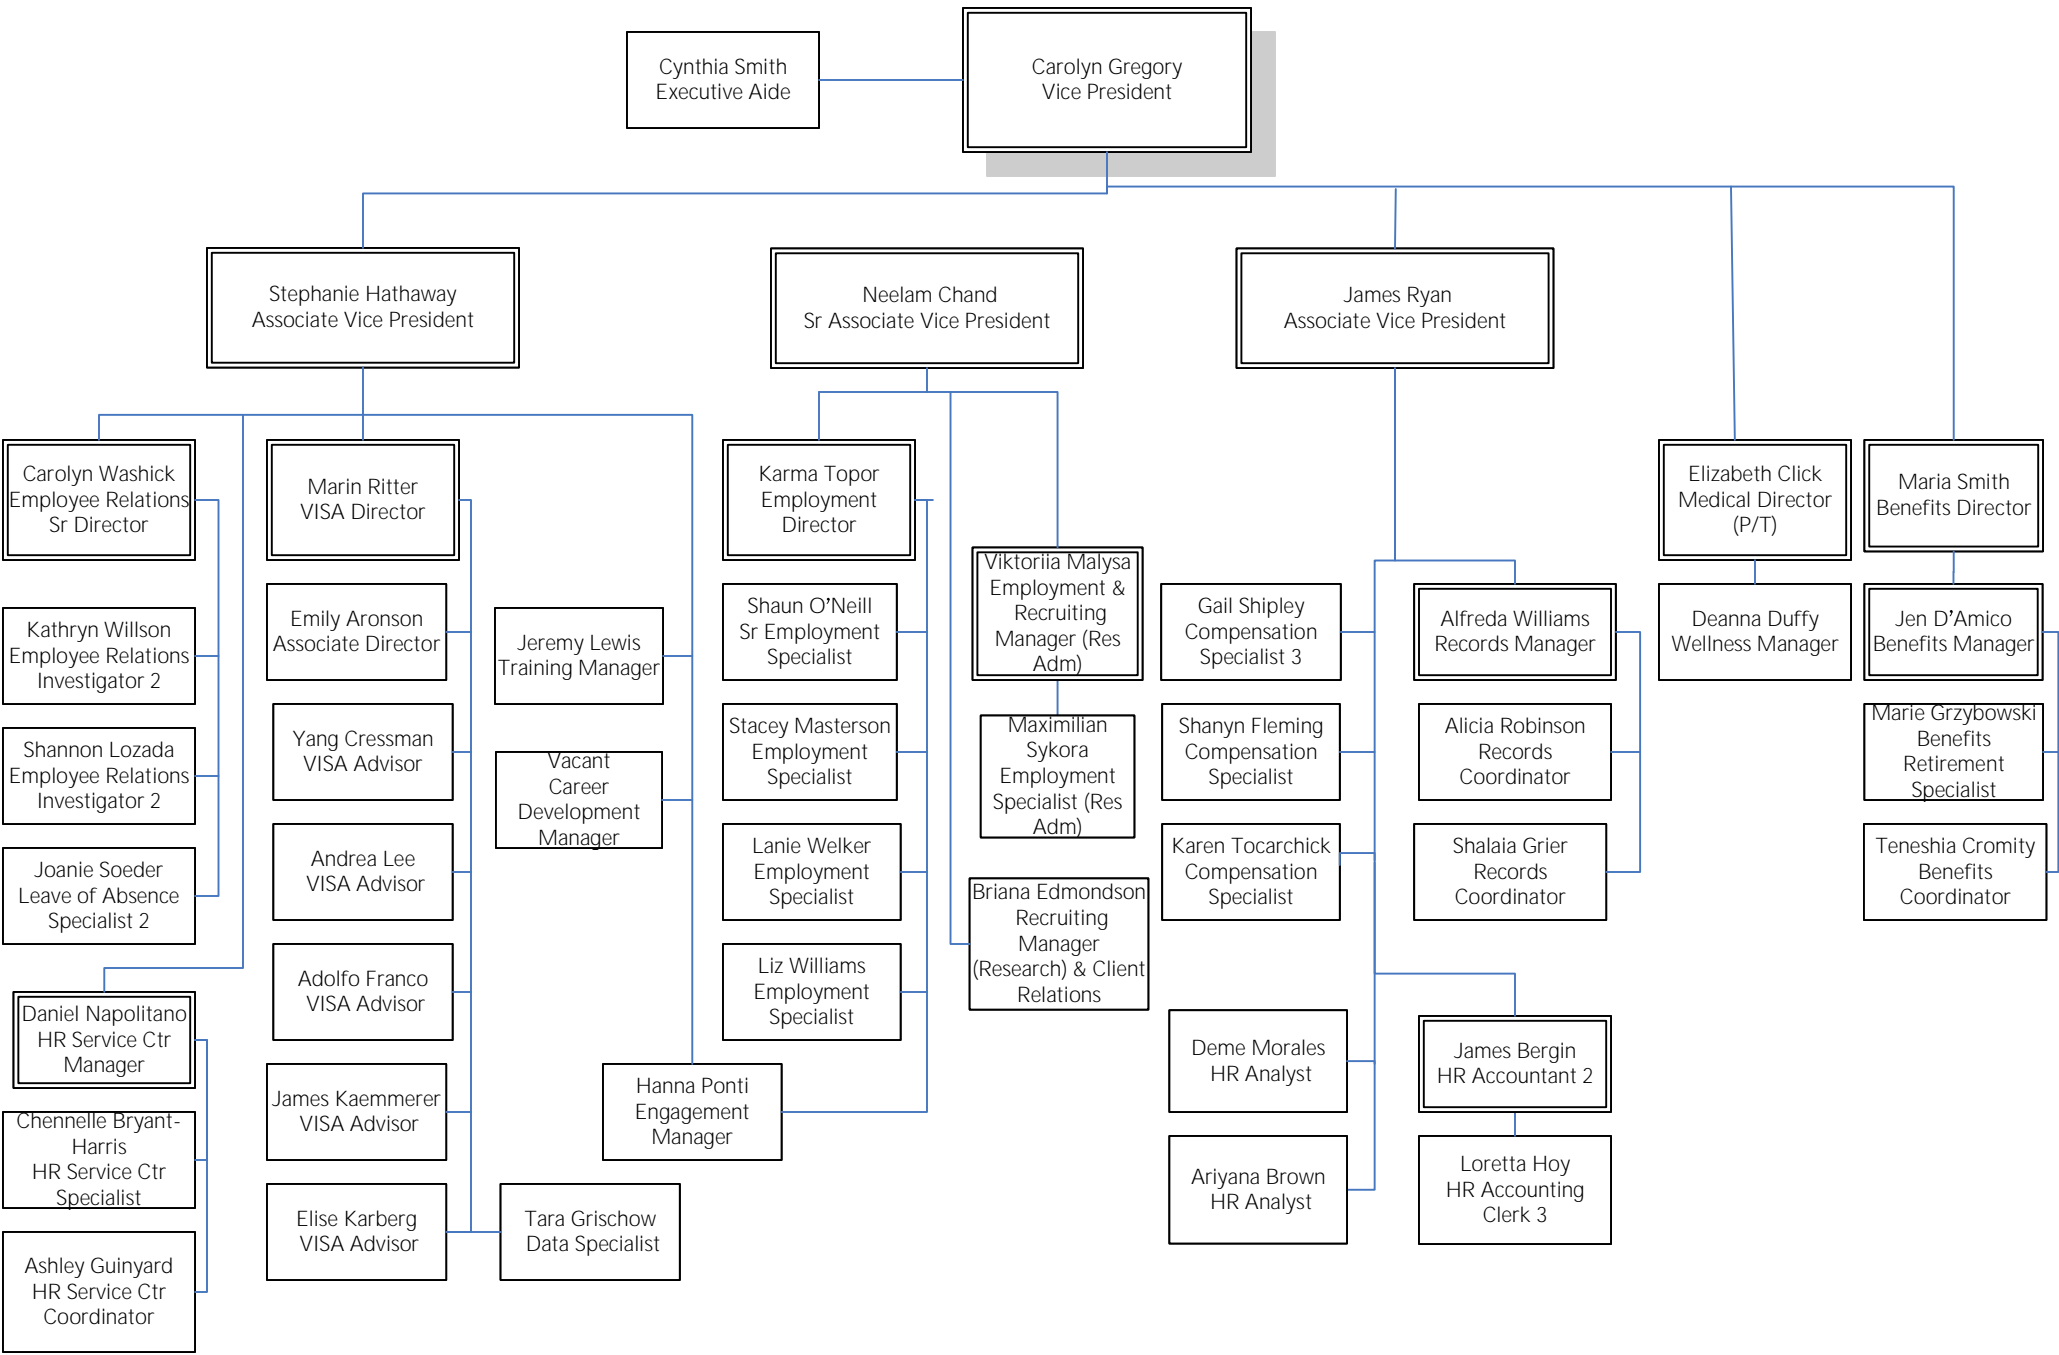 Cynthia Smith
Executive Aide
Carolyn Gregory
Vice President
Stephanie Hathaway
Associate Vice President
Neelam Chand
Sr Associate Vice President
James Ryan
Associate Vice President
Carolyn Washick
Employee Relations
Sr Director
Marin Ritter
VISA Director
Karma Topor
Employment
Director
Elizabeth Click
Medical Director
(P/T)
Maria Smith
Benefits Director
Viktoriia Malysa
Employment &
Recruiting
Manager (Res
Adm)
Kathryn Willson
Employee Relations
Investigator 2
Emily Aronson
Associate Director
Jeremy Lewis
Training Manager
Shaun O'Neill
Sr Employment
Specialist
Gail Shipley
Compensation
Specialist 3
Alfreda Williams
Records Manager
Deanna Duffy
Wellness Manager
Jen D'Amico
Benefits Manager
Shannon Lozada
Employee Relations
Investigator 2
Yang Cressman
VISA Advisor
Vacant
Career
Development
Manager
Stacey Masterson
Employment
Specialist
Maximilian
Sykora
Employment
Specialist (Res
Adm)
Shanyn Fleming
Compensation
Specialist
Alicia Robinson
Records
Coordinator
Marie Grzybowski
Benefits
Retirement
Specialist
Joanie Soeder
Leave of Absence
Specialist 2
Andrea Lee
VISA Advisor
Lanie Welker
Employment
Specialist
Briana Edmondson
Recruiting
Manager
(Research) & Client
Relations
Karen Tocarchick
Compensation
Specialist
Shalaia Grier
Records
Coordinator
Teneshia Cromity
Benefits
Coordinator
Daniel Napolitano
HR Service Ctr
Manager
Adolfo Franco
VISA Advisor
Liz Williams
Employment
Specialist
Deme Morales
HR Analyst
James Bergin
HR Accountant 2
Chennelle Bryant-
Harris
HR Service Ctr
Specialist
James Kaemmerer
VISA Advisor
Hanna Ponti
Engagement
Manager
Ariyana Brown
HR Analyst
Loretta Hoy
HR Accounting
Clerk 3
Ashley Guinyard
HR Service Ctr
Coordinator
Elise Karberg
VISA Advisor
Tara Grischow
Data Specialist